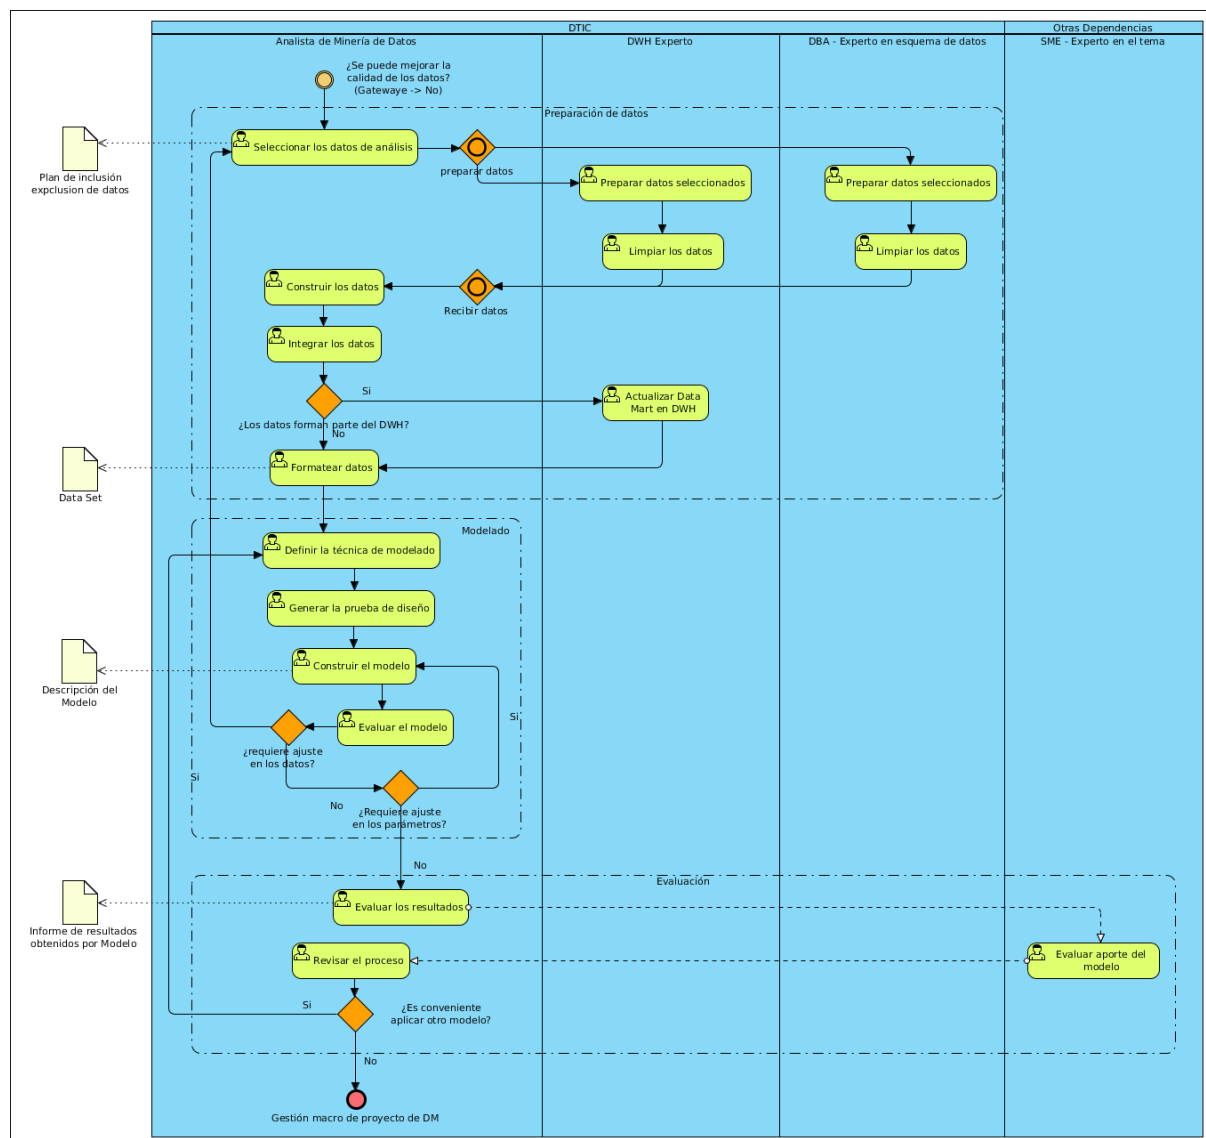 DTIC
Otras Dependencias
Analista de Minería de Datos
DWH Experto
DBA - Experto en esquema de datos
SME - Experto en el tema
¿Se puede mejorar la
calidad de los datos?
(Gatewaye -> No)
Preparación de datos
Seleccionar los datos de análisis
preparar datos
Plan de inclusión
expclusion de datos
Preparar datos seleccionados
Preparar datos seleccionados
Limpiar los datos
Limpiar los datos
Construir los datos
Recibir datos
Integrar los datos
Si
Actualizar Data
Mart en DWH
¿Los datos forman parte del DWH?
No
Formatear datos
Data Set
Modelado
Definir la técnica de modelado
Generar la prueba de diseño
Construir el modelo
Descripción del
Modelo
Si
Evaluar el modelo
¿requiere ajuste
en los datos?
Si
No
¿Requiere ajuste
en los parámetros?
No
Evaluación
Evaluar los resultados
Informe de resultados
obtenidos por Modelo
Revisar el proceso
Evaluar aporte del
modelo
Si
¿Es conveniente
aplicar otro modelo?
No
Gestión macro de proyecto de DM